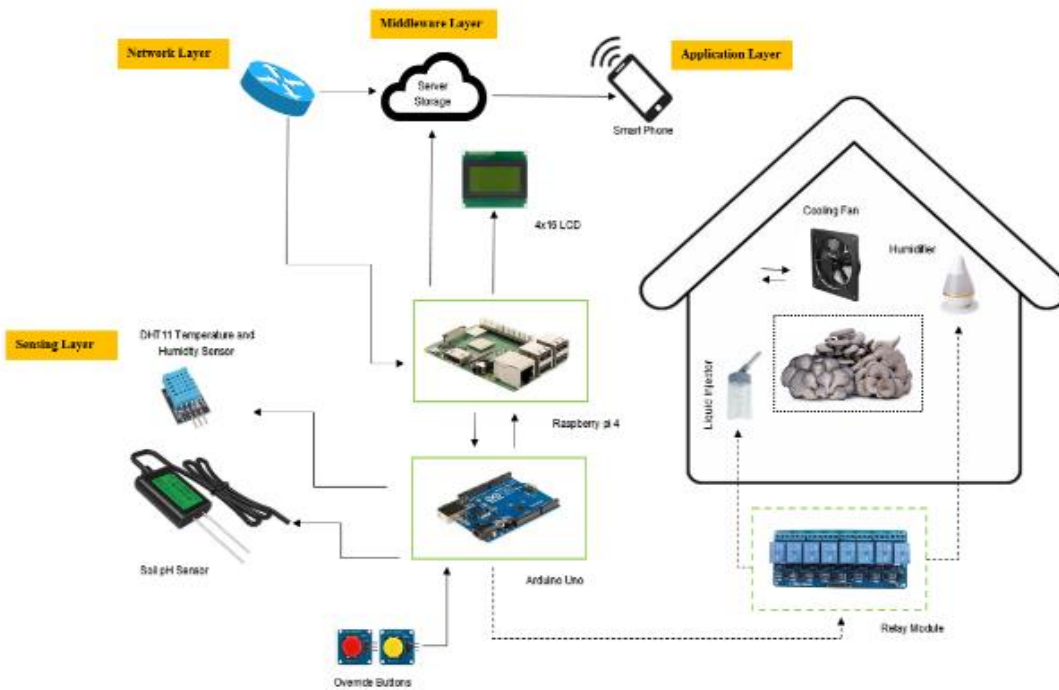 Middleware Layer
Network Layer
Application Layer
Server
Storage
Smart Phone
4x16 LCD
Cooling Fan
Humidifier
Sensing Layer
DHT11 Temperature and
Humidity Sensor
Liquid Injector
Raspberry pi 4
Soil pH Sensor
Arduino Uno
Relay Module
Override Buttons